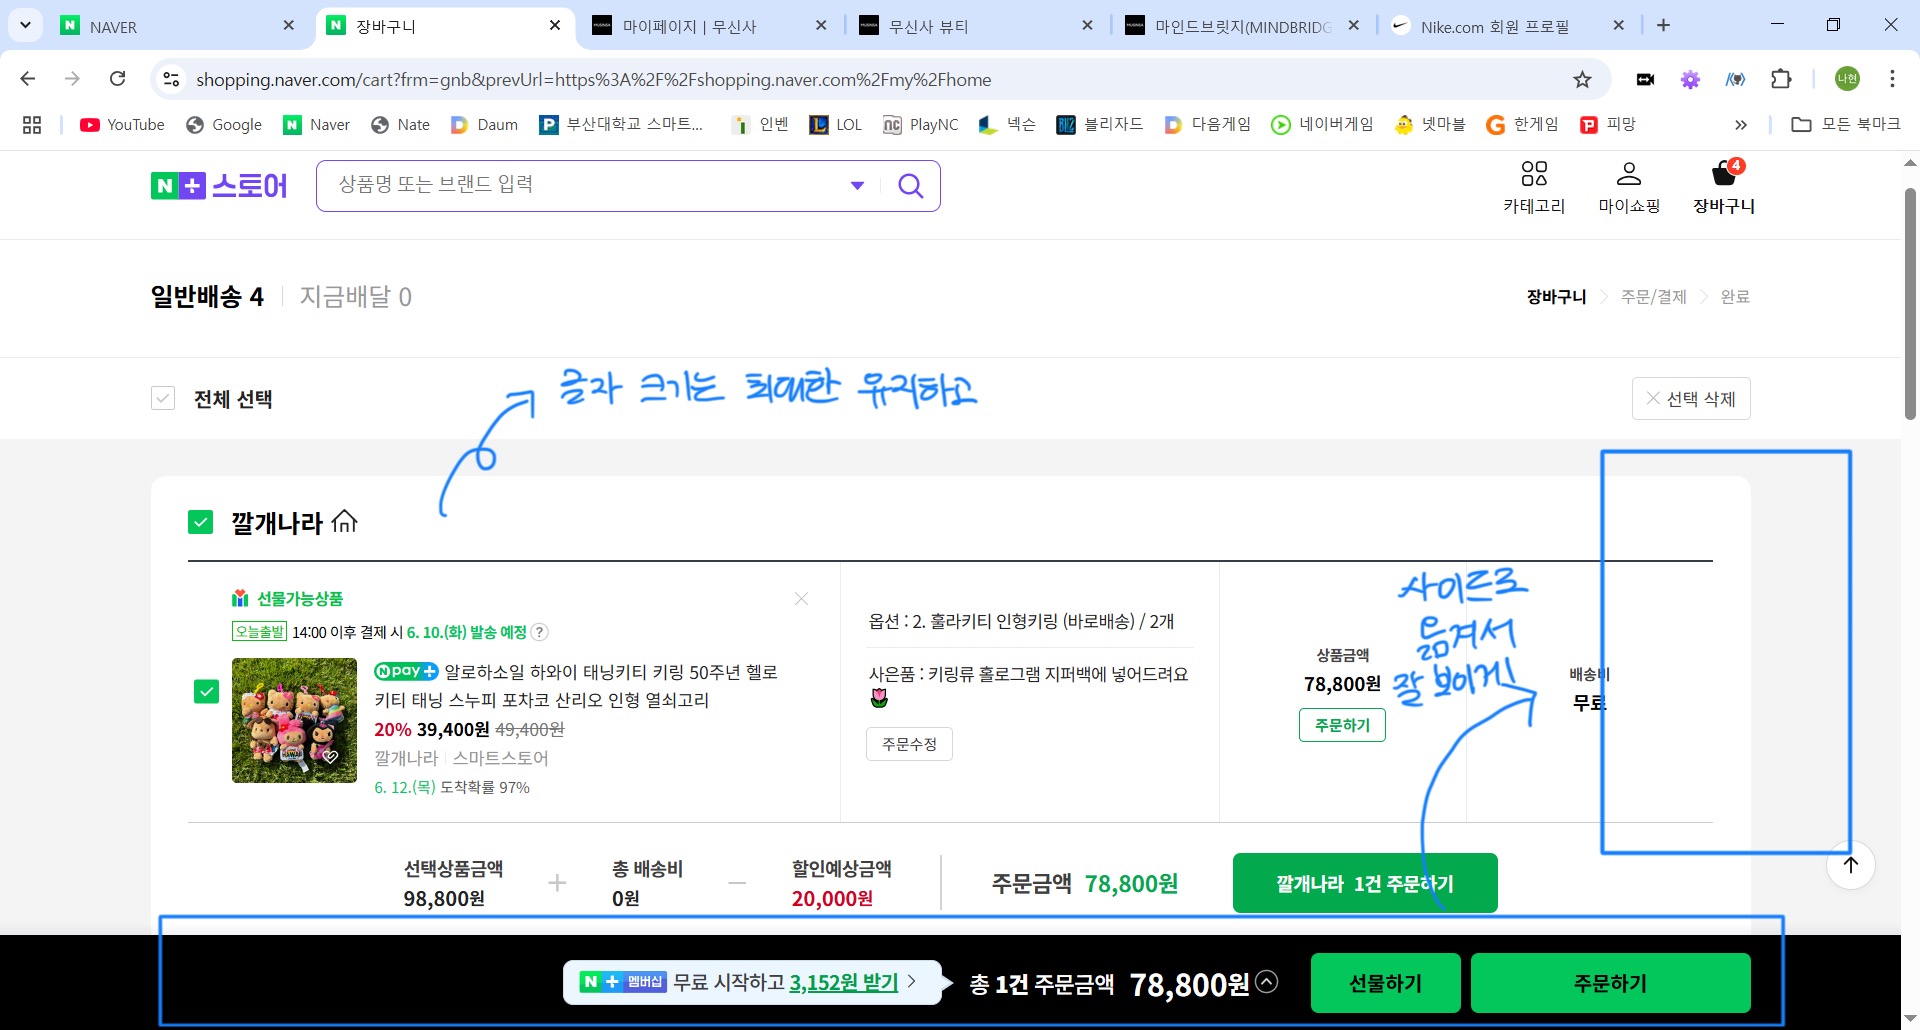 NAVER
장바구니
마이페이지 | 무신사
무신사 뷰티
마인드브릿지(MINDBRIDG
Nike.com 회원 프로필
shopping.naver.com/cart?frm=gnb&prevUrl=https%3A%2F%2Fshopping.naver.com%2Fmy%2Fhome
나현
YouTube
Google
Naver
Nate
Daum
부산대학교 스마트...
인벤
LOL
PlayNC
넥슨
블리자드
다음게임
네이버게임
넷마블
한게임
피망
모든 북마크
N+ 스토어
상품명 또는 브랜드 입력
카테고리
마이쇼핑
4
장바구니
일반배송 4
지금배달 0
장바구니 > 주문/결제 > 완료
글자 크기는 최대한 유지하고
전체 선택
선택 삭제
깔개나라
선물가능상품
오늘출발 14:00 이후 결제 시 6. 10.(화) 발송 예정 ?
N pay+ 알로하소일 하와이 태닝키티 키링 50주년 헬로
키티 태닝 스누피 포차코 산리오 인형 열쇠고리
20% 39,400원 49,400원
깔개나라 | 스마트스토어
6. 12.(목) 도착확률 97%
옵션 : 2. 훌라키티 인형키링 (바로배송) / 2개
사은품 : 키링류 홀로그램 지퍼백에 넣어드려요
🌷
주문수정
상품금액
78,800원
주문하기
사이드로
옮겨서
잘 보이게!
배송비
무료
선택상품금액
98,800원
+
총 배송비
0원
−
할인예상금액
20,000원
주문금액 78,800원
깔개나라 1건 주문하기
N+ 멤버십 무료 시작하고 3,152원 받기 >
총 1건 주문금액 78,800원
선물하기
주문하기